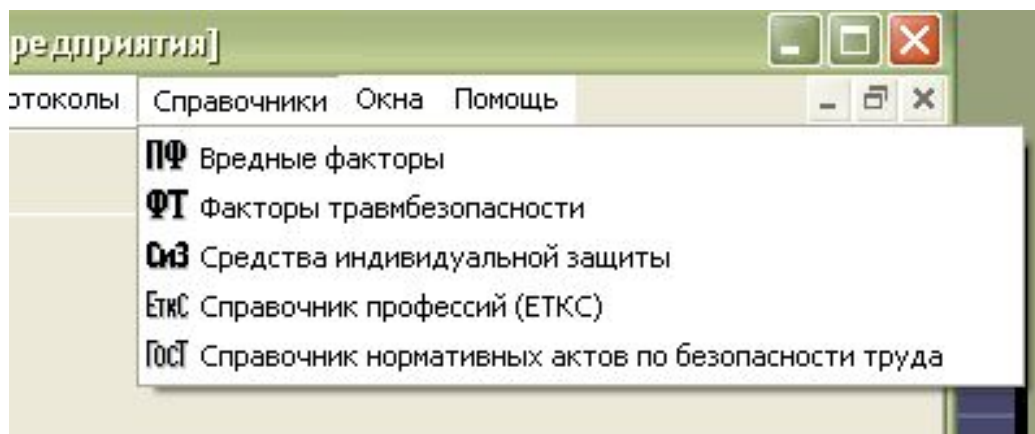 редприятия]
отоколы Справочники Окна Помощь
ПФ Вредные факторы
ФТ Факторы травмбезопасности
СиЗ Средства индивидуальной защиты
ЕткС Справочник профессий (ЕТКС)
ГосТ Справочник нормативных актов по безопасности труда